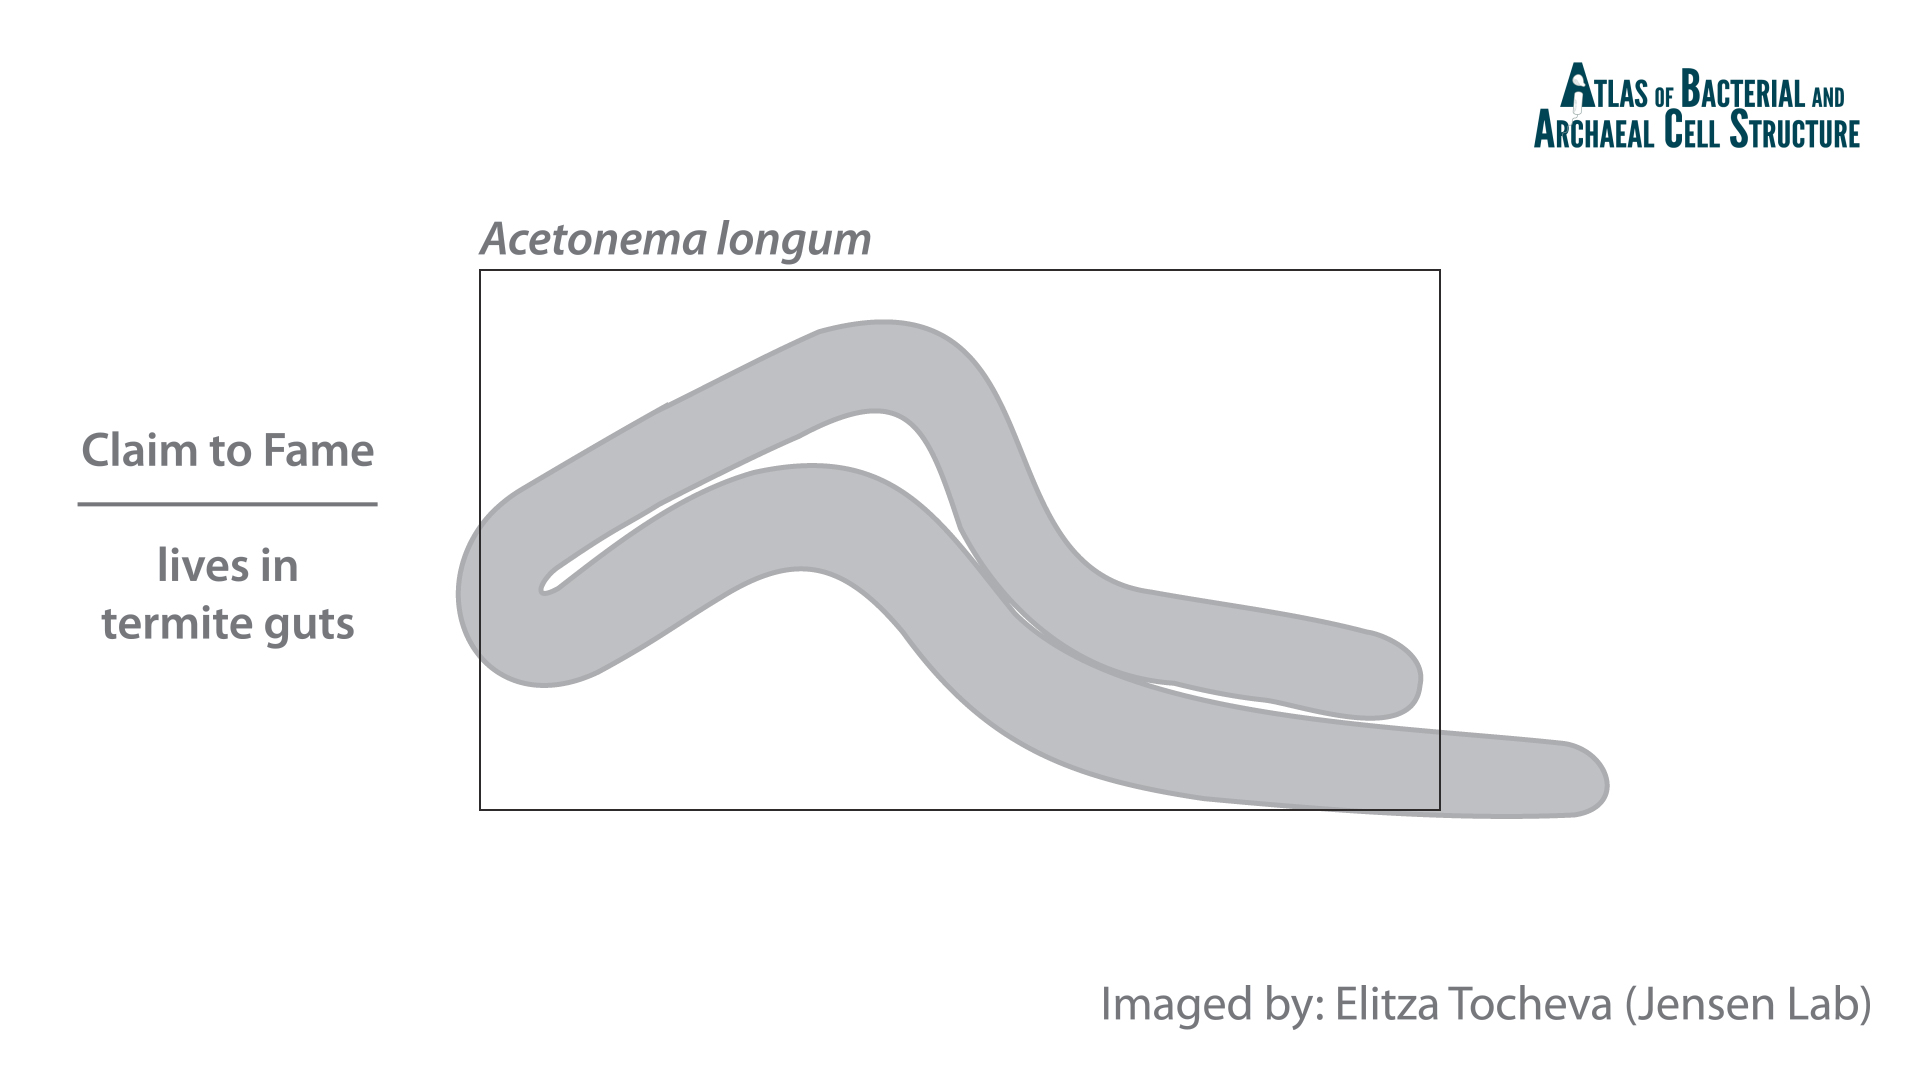 Atlas of Bacterial and
Archaeal Cell Structure
Acetonema longum
Claim to Fame
lives in
termite guts
Imaged by: Elitza Tocheva (Jensen Lab)